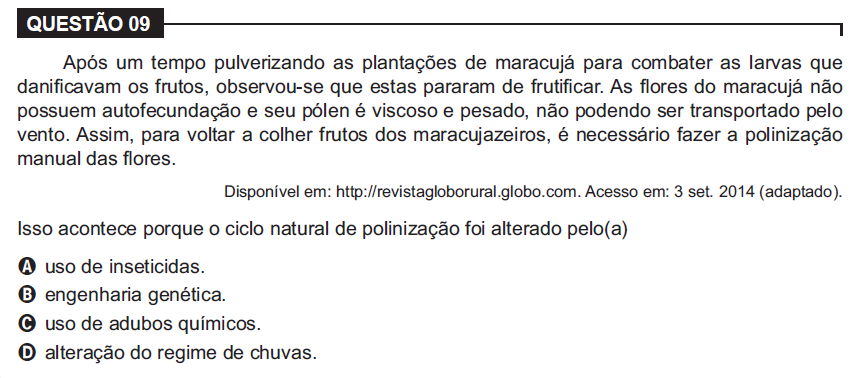 QUESTÃO 09
Após um tempo pulverizando as plantações de maracujá para combater as larvas que
danificavam os frutos, observou-se que estas pararam de frutificar. As flores do maracujá não
possuem autofecundação e seu pólen é viscoso e pesado, não podendo ser transportado pelo
vento. Assim, para voltar a colher frutos dos maracujazeiros, é necessário fazer a polinização
manual das flores.
Disponível em: http://revistagloborural.globo.com. Acesso em: 3 set. 2014 (adaptado).
Isso acontece porque o ciclo natural de polinização foi alterado pelo(a)
A uso de inseticidas.
B engenharia genética.
C uso de adubos químicos.
D alteração do regime de chuvas.